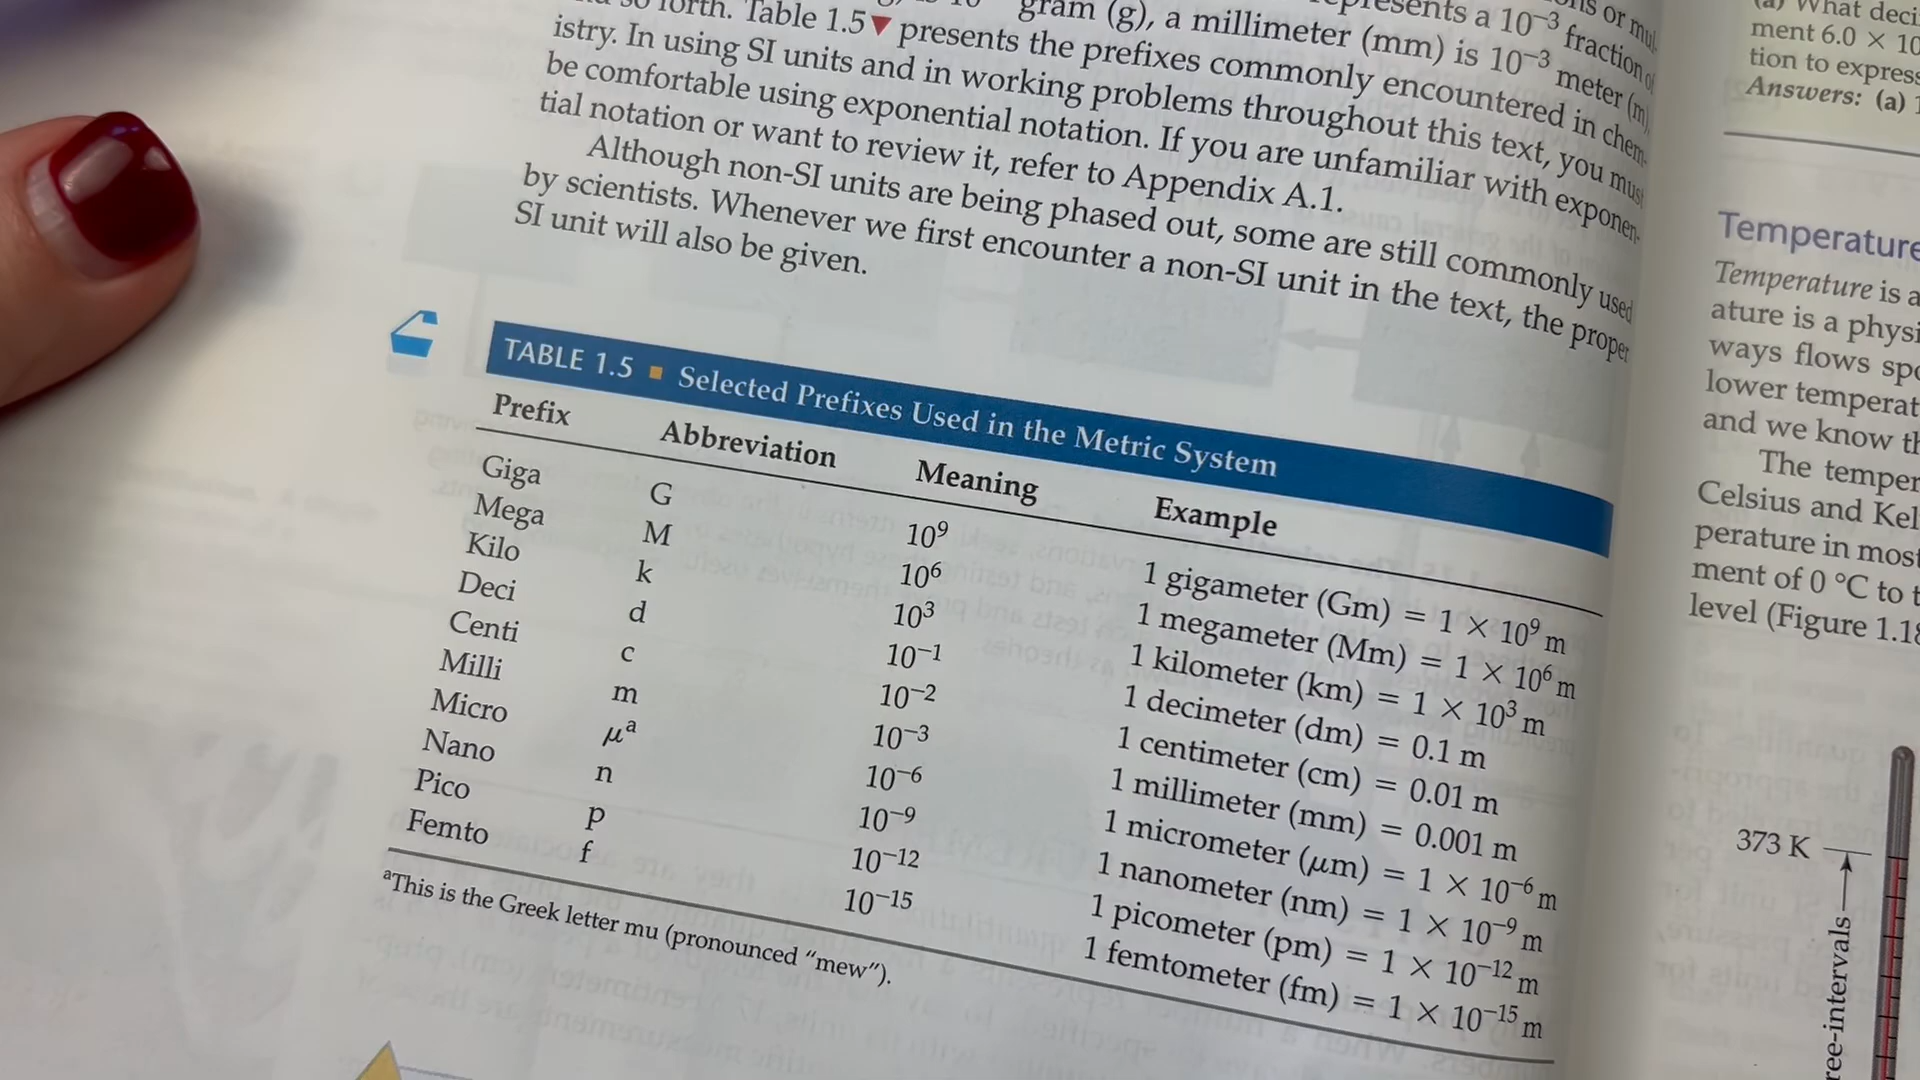 so forth. Table 1.5▼ presents the prefixes commonly encountered in chem-
gram (g), a millimeter (mm) is 10⁻³ meter (m),
a 10⁻³ fraction of
istry. In using SI units and in working problems throughout this text, you must
be comfortable using exponential notation. If you are unfamiliar with exponen-
tial notation or want to review it, refer to Appendix A.1.
Although non-SI units are being phased out, some are still commonly used
by scientists. Whenever we first encounter a non-SI unit in the text, the proper
SI unit will also be given.
TABLE 1.5 ■ Selected Prefixes Used in the Metric System
Prefix Abbreviation Meaning Example
Giga G 10⁹ 1 gigameter (Gm) = 1 × 10⁹ m
Mega M 10⁶ 1 megameter (Mm) = 1 × 10⁶ m
Kilo k 10³ 1 kilometer (km) = 1 × 10³ m
Deci d 10⁻¹ 1 decimeter (dm) = 0.1 m
Centi c 10⁻² 1 centimeter (cm) = 0.01 m
Milli m 10⁻³ 1 millimeter (mm) = 0.001 m
Micro μᵃ 10⁻⁶ 1 micrometer (μm) = 1 × 10⁻⁶ m
Nano n 10⁻⁹ 1 nanometer (nm) = 1 × 10⁻⁹ m
Pico p 10⁻¹² 1 picometer (pm) = 1 × 10⁻¹² m
Femto f 10⁻¹⁵ 1 femtometer (fm) = 1 × 10⁻¹⁵ m
ᵃThis is the Greek letter mu (pronounced “mew”).
(a) What deci
ment 6.0 × 10
tion to express
Answers: (a) 1
Temperature
Temperature is a
ature is a physi
ways flows spo
lower temperat
and we know th
The temper
Celsius and Kel
perature in most
ment of 0 °C to t
level (Figure 1.18
373 K
ree-intervals